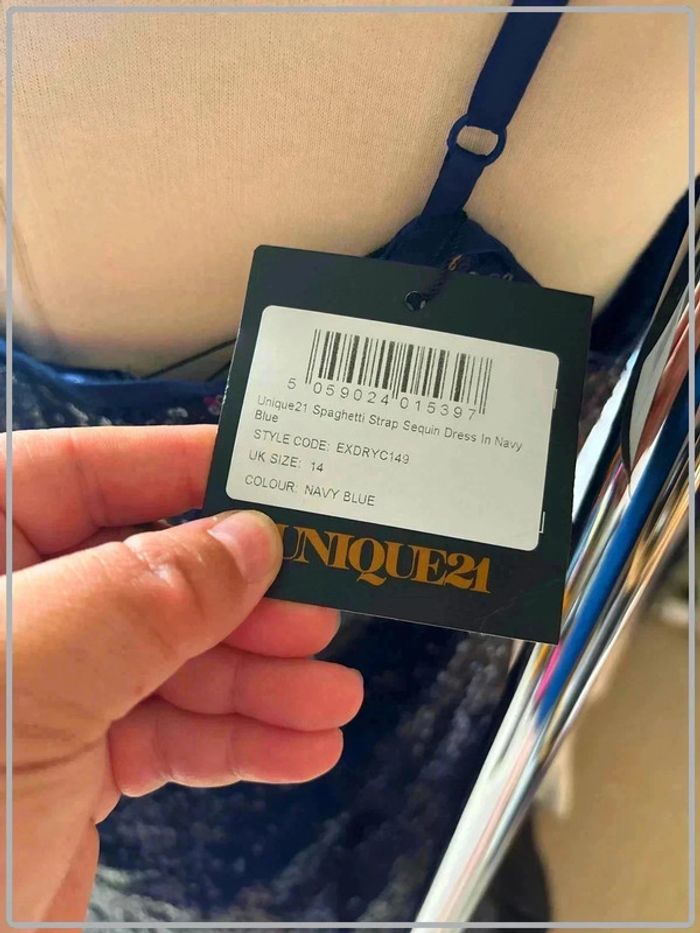 5 059024 015397
Unique21 Spaghetti Strap Sequin Dress In Navy
Blue
STYLE CODE: EXDRYC149
UK SIZE: 14
COLOUR: NAVY BLUE
UNIQUE21